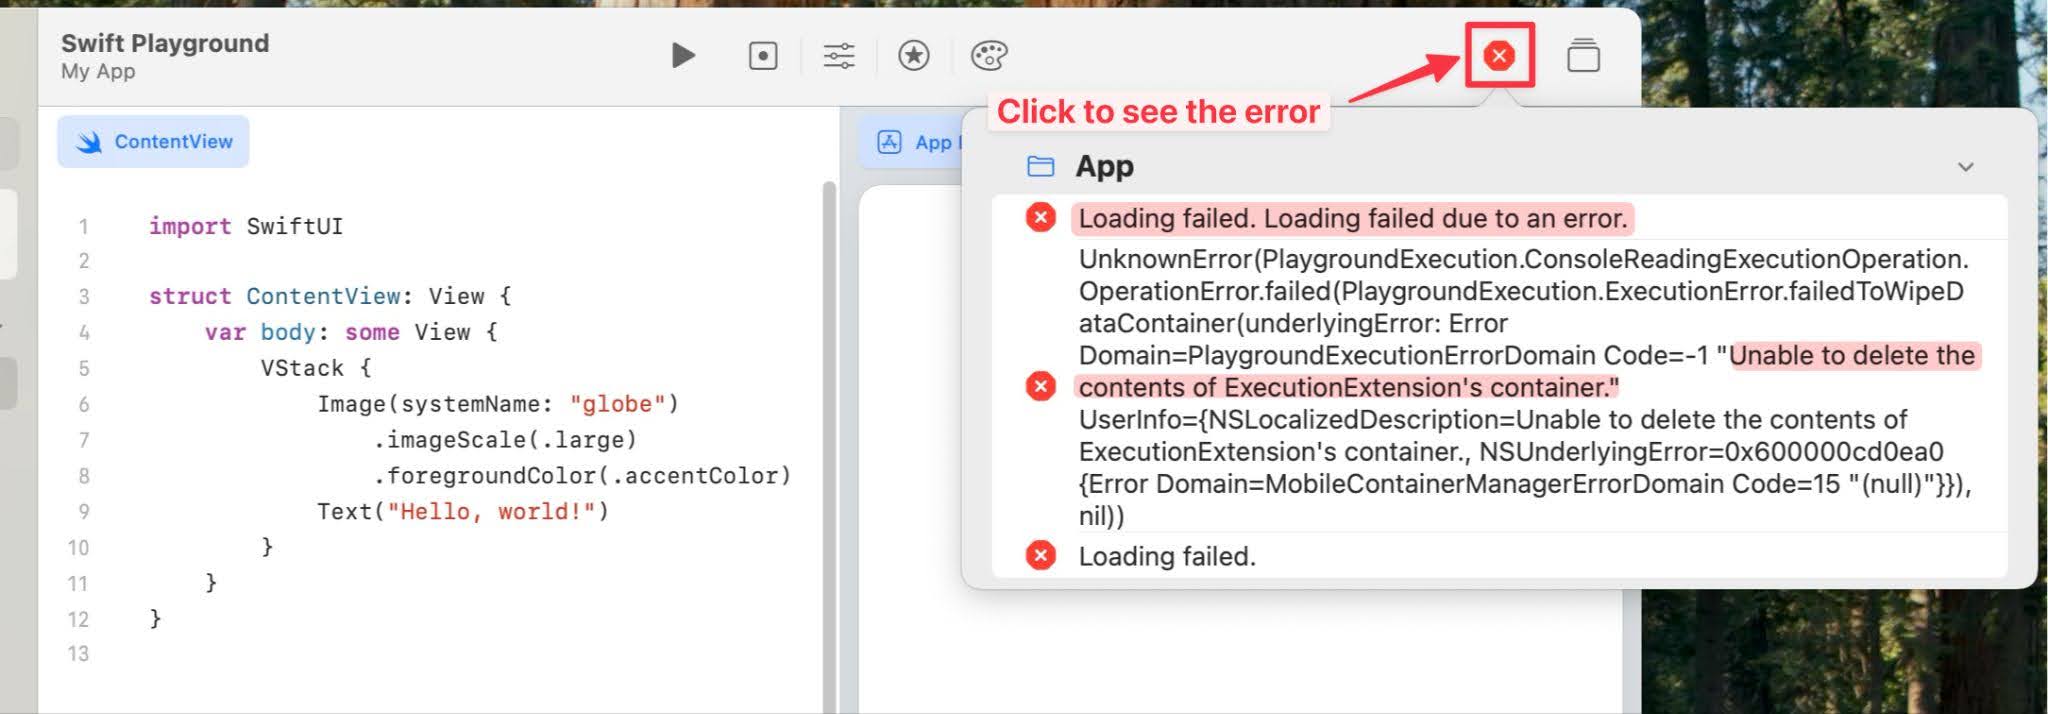 Swift Playground
My App
Click to see the error
ContentView
App
App
1 import SwiftUI
2
3 struct ContentView: View {
4 var body: some View {
5 VStack {
6 Image(systemName: "globe")
7 .imageScale(.large)
8 .foregroundColor(.accentColor)
9 Text("Hello, world!")
10 }
11 }
12 }
13
Loading failed. Loading failed due to an error.
UnknownError(PlaygroundExecution.ConsoleReadingExecutionOperation.
OperationError.failed(PlaygroundExecution.ExecutionError.failedToWipeD
ataContainer(underlyingError: Error
Domain=PlaygroundExecutionErrorDomain Code=-1 "Unable to delete the
contents of ExecutionExtension's container."
UserInfo={NSLocalizedDescription=Unable to delete the contents of
ExecutionExtension's container., NSUnderlyingError=0x600000cd0ea0
{Error Domain=MobileContainerManagerErrorDomain Code=15 "(null)"}}),
nil))
Loading failed.